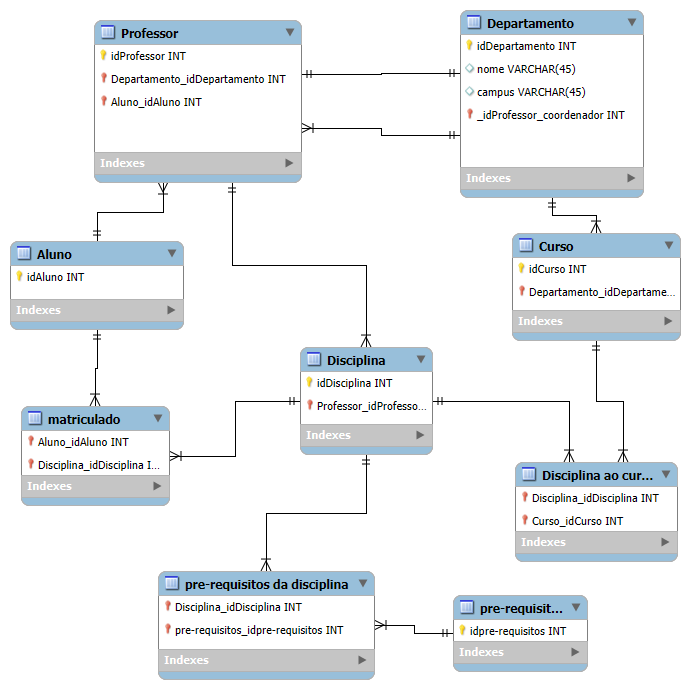 Professor
idProfessor INT
Departamento_idDepartamento INT
Aluno_idAluno INT
Indexes
Departamento
idDepartamento INT
nome VARCHAR(45)
campus VARCHAR(45)
_idProfessor_coordenador INT
Indexes
Aluno
idAluno INT
Indexes
Curso
idCurso INT
Departamento_idDepartame...
Indexes
Disciplina
idDisciplina INT
Professor_idProfesso...
Indexes
matriculado
Aluno_idAluno INT
Disciplina_idDisciplina I...
Indexes
Disciplina ao cur...
Disciplina_idDisciplina INT
Curso_idCurso INT
Indexes
pre-requisitos da disciplina
Disciplina_idDisciplina INT
pre-requisitos_idpre-requisitos INT
Indexes
pre-requisit...
idpre-requisitos INT
Indexes